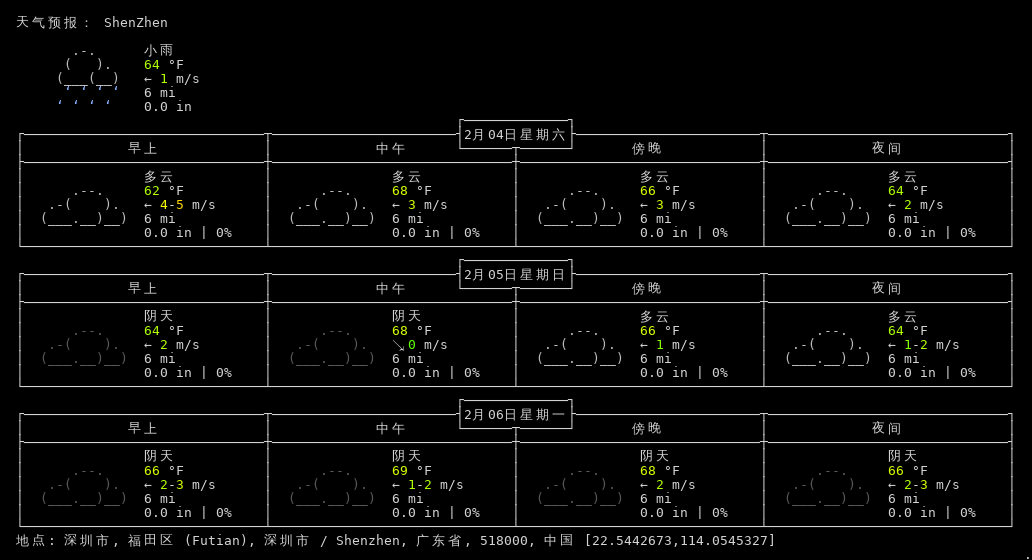 天气预报： ShenZhen
小雨
64 °F
← 1 m/s
6 mi
0.0 in
2月04日星期六
早上 中午 傍晚 夜间
多云 多云 多云 多云
62 °F 68 °F 66 °F 64 °F
← 4-5 m/s ← 3 m/s ← 3 m/s ← 2 m/s
6 mi 6 mi 6 mi 6 mi
0.0 in | 0% 0.0 in | 0% 0.0 in | 0% 0.0 in | 0%
2月05日星期日
早上 中午 傍晚 夜间
阴天 阴天 多云 多云
64 °F 68 °F 66 °F 64 °F
← 2 m/s ↘ 0 m/s ← 1 m/s ← 1-2 m/s
6 mi 6 mi 6 mi 6 mi
0.0 in | 0% 0.0 in | 0% 0.0 in | 0% 0.0 in | 0%
2月06日星期一
早上 中午 傍晚 夜间
阴天 阴天 阴天 阴天
66 °F 69 °F 68 °F 66 °F
← 2-3 m/s ← 1-2 m/s ← 2 m/s ← 2-3 m/s
6 mi 6 mi 6 mi 6 mi
0.0 in | 0% 0.0 in | 0% 0.0 in | 0% 0.0 in | 0%
地点: 深圳市, 福田区 (Futian), 深圳市 / Shenzhen, 广东省, 518000, 中国 [22.5442673,114.0545327]